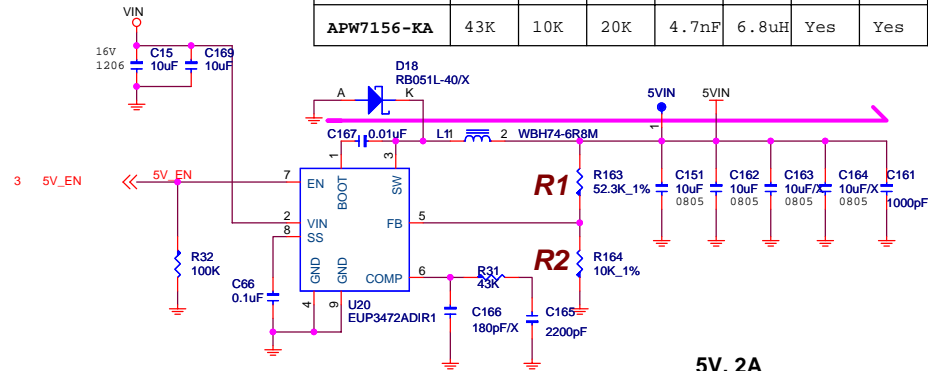 VIN
APW7156-KA 43K 10K 20K 4.7nF 6.8uH Yes Yes
16V
1206
C15
10uF
C169
10uF
D18
RB051L-40/X
A
K
5VIN
5VIN
1
C167
0.01uF
L11
2
WBH74-6R8M
1
3
3
5V_EN
5V_EN
7
EN
BOOT
SW
2
VIN
8
SS
FB
5
GND
GND
COMP
6
4
9
U20
EUP3472ADIR1
R32
100K
C66
0.1uF
R1
R163
52.3K_1%
R2
R164
10K_1%
R31
43K
C166
180pF/X
C165
2200pF
C151
10uF
0805
C162
10uF
0805
C163
10uF/X
0805
C164
10uF/X
0805
C161
1000pF
5V, 2A